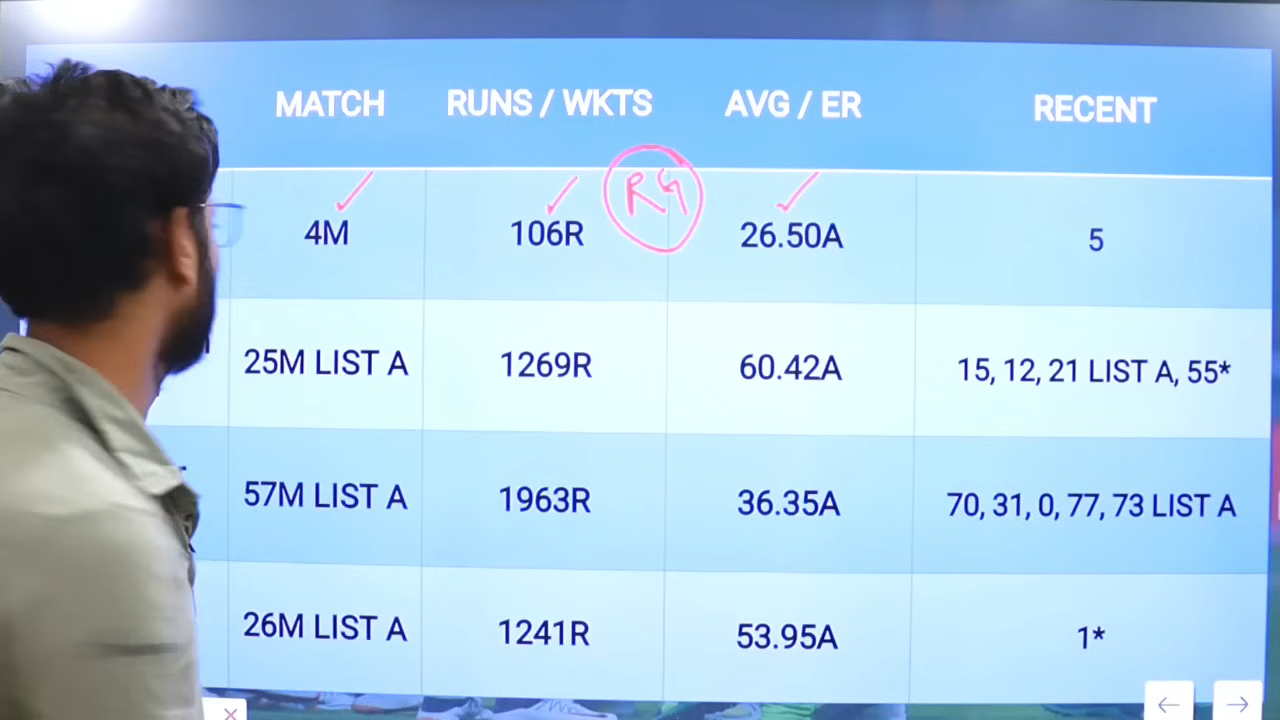 MATCH RUNS / WKTS AVG / ER RECENT
RG
4M 106R 26.50A 5
25M LIST A 1269R 60.42A 15, 12, 21 LIST A, 55*
57M LIST A 1963R 36.35A 70, 31, 0, 77, 73 LIST A
26M LIST A 1241R 53.95A 1*